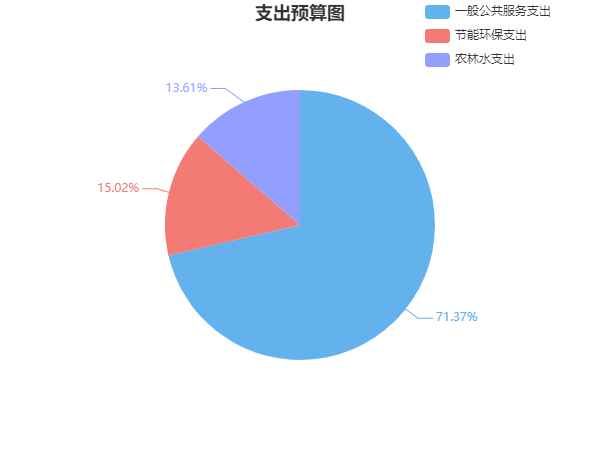 支出预算图
一般公共服务支出
节能环保支出
农林水支出
13.61%
15.02%
71.37%